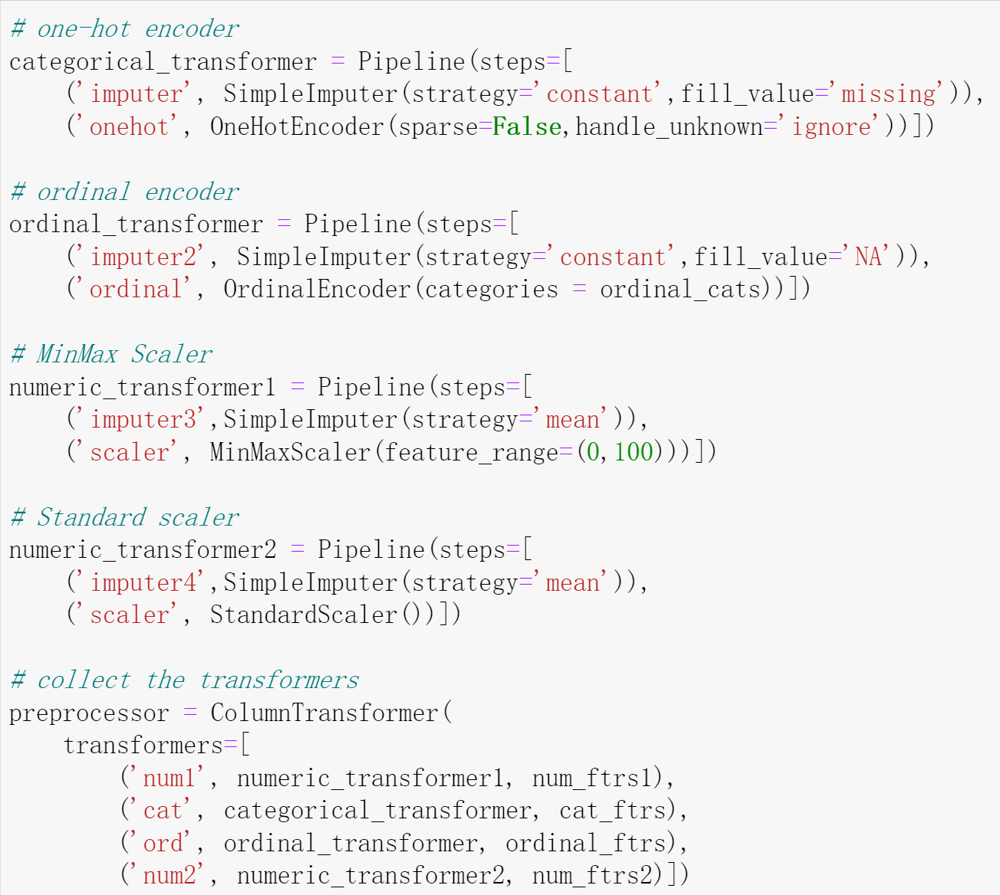 # one-hot encoder
categorical_transformer = Pipeline(steps=[
    ('imputer', SimpleImputer(strategy='constant',fill_value='missing')),
    ('onehot', OneHotEncoder(sparse=False,handle_unknown='ignore'))])

# ordinal encoder
ordinal_transformer = Pipeline(steps=[
    ('imputer2', SimpleImputer(strategy='constant',fill_value='NA')),
    ('ordinal', OrdinalEncoder(categories = ordinal_cats))])

# MinMax Scaler
numeric_transformer1 = Pipeline(steps=[
    ('imputer3',SimpleImputer(strategy='mean')),
    ('scaler', MinMaxScaler(feature_range=(0,100)))])

# Standard scaler
numeric_transformer2 = Pipeline(steps=[
    ('imputer4',SimpleImputer(strategy='mean')),
    ('scaler', StandardScaler())])

# collect the transformers
preprocessor = ColumnTransformer(
    transformers=[
        ('num1', numeric_transformer1, num_ftrs1),
        ('cat', categorical_transformer, cat_ftrs),
        ('ord', ordinal_transformer, ordinal_ftrs),
        ('num2', numeric_transformer2, num_ftrs2)])